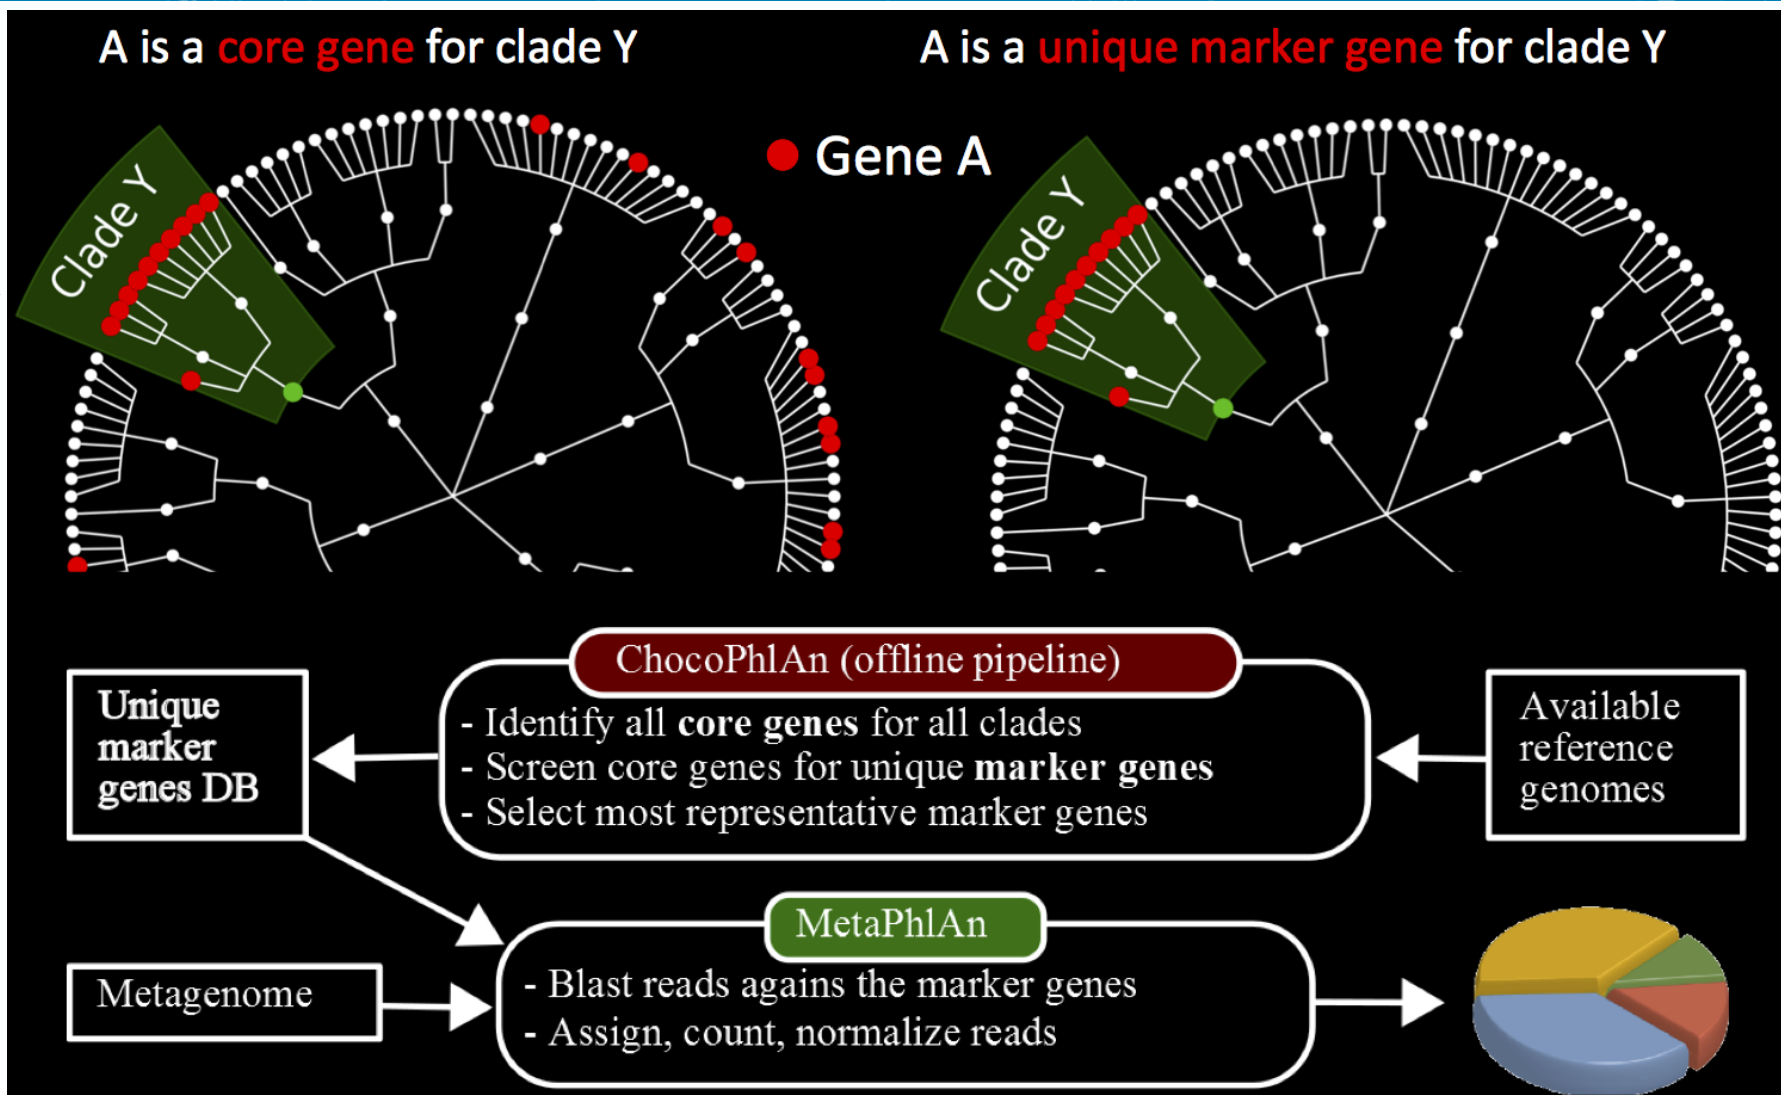 A is a core gene for clade Y
A is a unique marker gene for clade Y
Gene A
Clade Y
Clade Y
ChocoPhlAn (offline pipeline)
- Identify all core genes for all clades
- Screen core genes for unique marker genes
- Select most representative marker genes
Unique
marker
genes DB
Available
reference
genomes
MetaPhlAn
- Blast reads agains the marker genes
- Assign, count, normalize reads
Metagenome